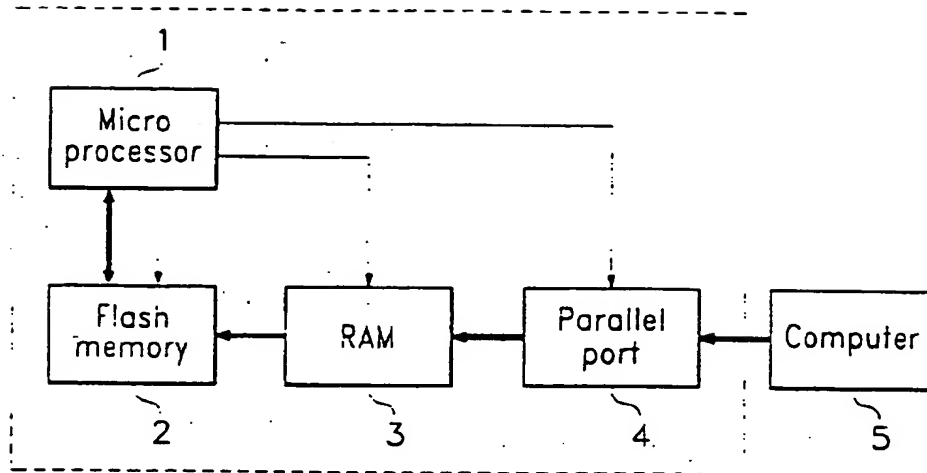 1
Micro
processor
Flash
memory
RAM
Parallel
port
Computer
2
3
4
5